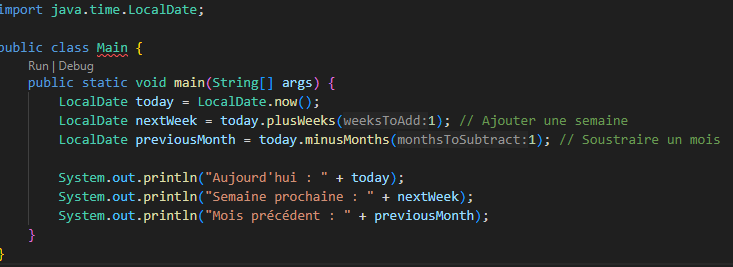 import java.time.LocalDate;
public class Main {
Run | Debug
public static void main(String[] args) {
LocalDate today = LocalDate.now();
LocalDate nextWeek = today.plusWeeks(weeksToAdd:1); // Ajouter une semaine
LocalDate previousMonth = today.minusMonths(monthsToSubtract:1); // Soustraire un mois
System.out.println("Aujourd'hui : " + today);
System.out.println("Semaine prochaine : " + nextWeek);
System.out.println("Mois précédent : " + previousMonth);
}
}